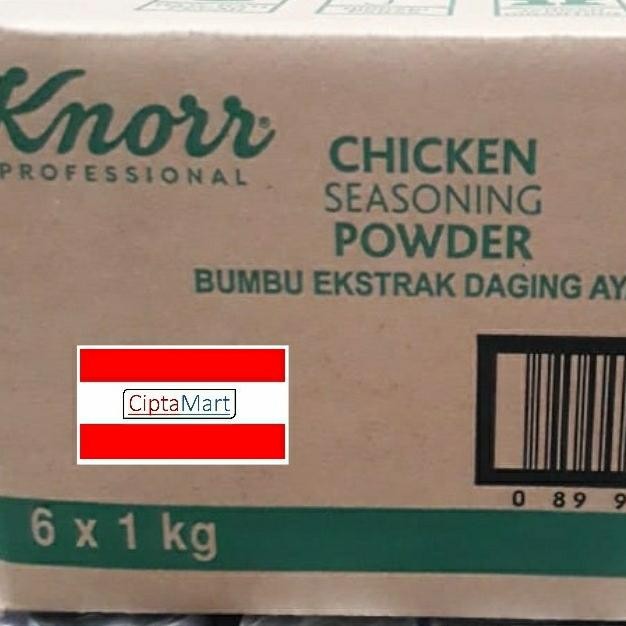 Knorr®
PROFESSIONAL
CHICKEN
SEASONING
POWDER
BUMBU EKSTRAK DAGING AY
CiptaMart
0 89 9
6 x 1 kg